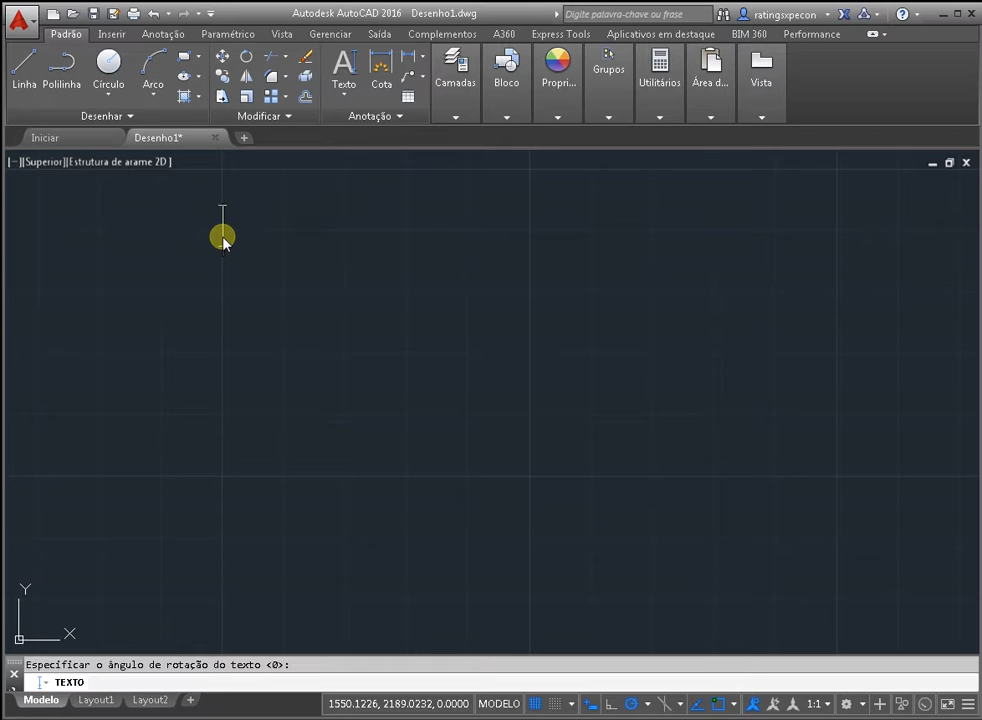 Autodesk AutoCAD 2016 Desenho1.dwg
Digite palavra-chave ou frase
ratingsxpecon
Padrão Inserir Anotação Paramétrico Vista Gerenciar Saída Complementos A360 Express Tools Aplicativos em destaque BIM 360 Performance
Linha Polilinha Círculo Arco Texto Cota Camadas Bloco Propri... Grupos Utilitários Área d... Vista
Desenhar Modificar Anotação
Iniciar Desenho1* +
[−][Superior][Estrutura de arame 2D ]
Y
X
Especificar o ângulo de rotação do texto <0>:
TEXTO
Modelo Layout1 Layout2 + 1550.1226, 2189.0232, 0.0000 MODELO 1:1